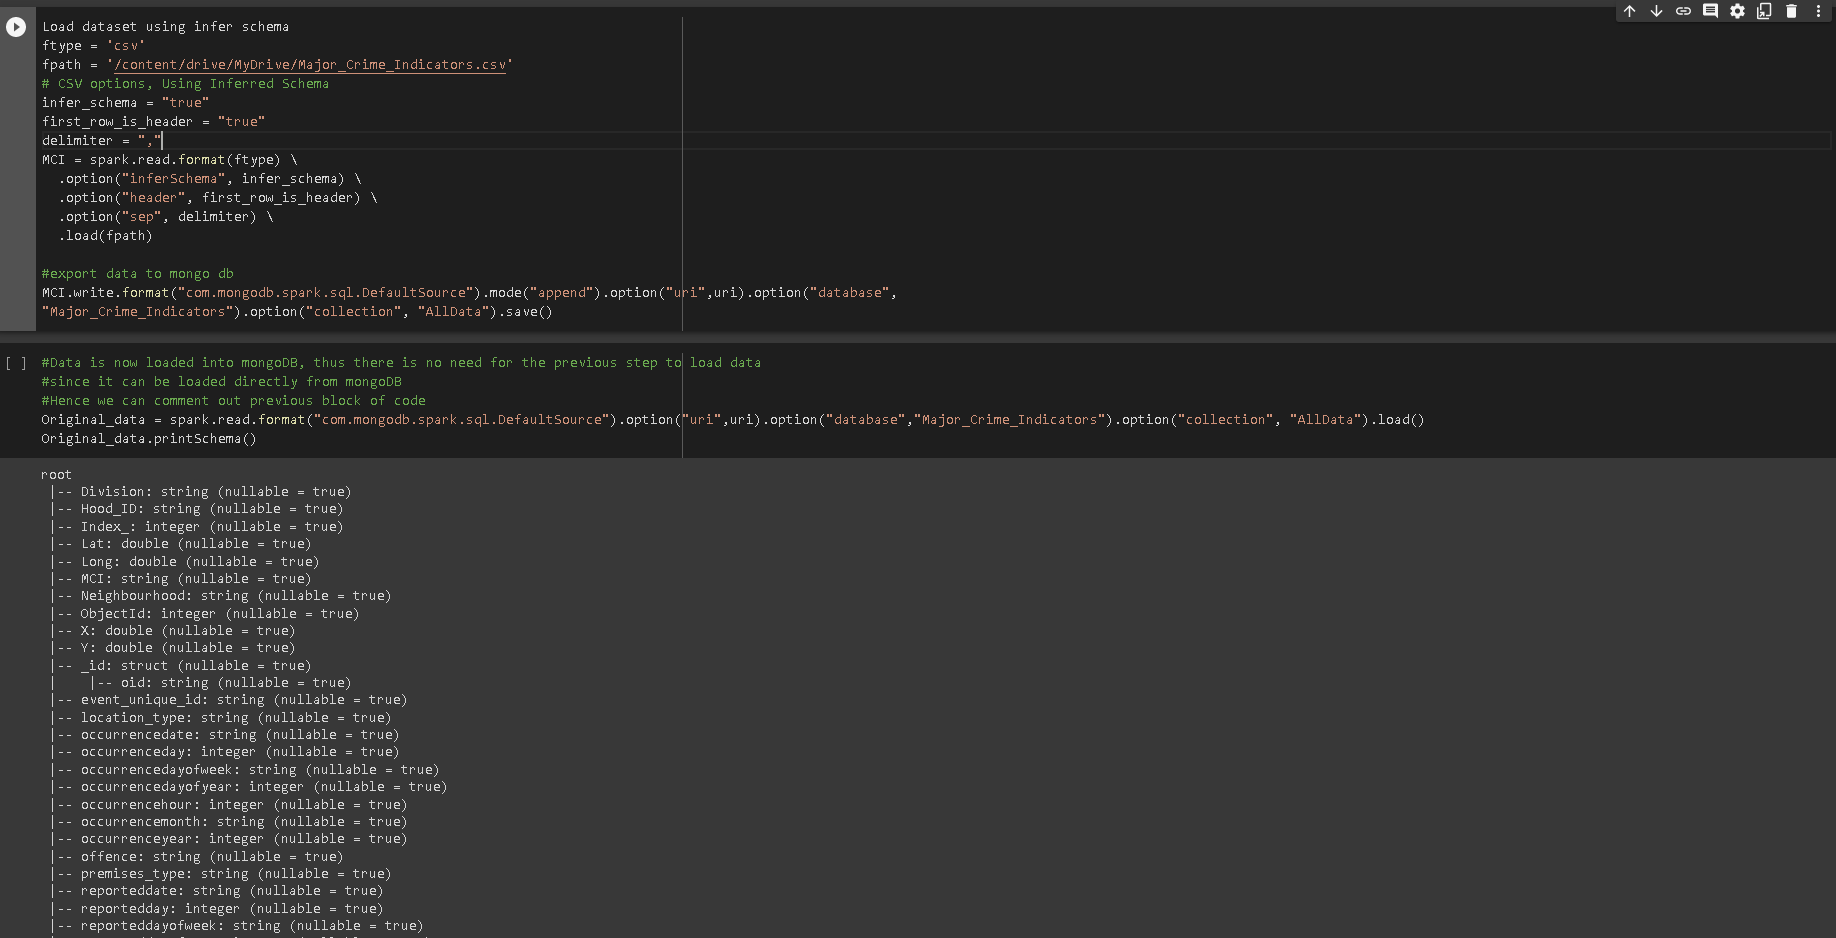 Load dataset using infer schema
ftype = 'csv'
fpath = '/content/drive/MyDrive/Major_Crime_Indicators.csv'
# CSV options, Using Inferred Schema
infer_schema = "true"
first_row_is_header = "true"
delimiter = ","
MCI = spark.read.format(ftype) \
  .option("inferSchema", infer_schema) \
  .option("header", first_row_is_header) \
  .option("sep", delimiter) \
  .load(fpath)
#export data to mongo db
MCI.write.format("com.mongodb.spark.sql.DefaultSource").mode("append").option("uri",uri).option("database",
"Major_Crime_Indicators").option("collection", "AllData").save()
[ ] #Data is now loaded into mongoDB, thus there is no need for the previous step to load data
#since it can be loaded directly from mongoDB
#Hence we can comment out previous block of code
Original_data = spark.read.format("com.mongodb.spark.sql.DefaultSource").option("uri",uri).option("database","Major_Crime_Indicators").option("collection", "AllData").load()
Original_data.printSchema()
root
 |-- Division: string (nullable = true)
 |-- Hood_ID: string (nullable = true)
 |-- Index_: integer (nullable = true)
 |-- Lat: double (nullable = true)
 |-- Long: double (nullable = true)
 |-- MCI: string (nullable = true)
 |-- Neighbourhood: string (nullable = true)
 |-- ObjectId: integer (nullable = true)
 |-- X: double (nullable = true)
 |-- Y: double (nullable = true)
 |-- _id: struct (nullable = true)
 |    |-- oid: string (nullable = true)
 |-- event_unique_id: string (nullable = true)
 |-- location_type: string (nullable = true)
 |-- occurrencedate: string (nullable = true)
 |-- occurrenceday: integer (nullable = true)
 |-- occurrencedayofweek: string (nullable = true)
 |-- occurrencedayofyear: integer (nullable = true)
 |-- occurrencehour: integer (nullable = true)
 |-- occurrencemonth: string (nullable = true)
 |-- occurrenceyear: integer (nullable = true)
 |-- offence: string (nullable = true)
 |-- premises_type: string (nullable = true)
 |-- reporteddate: string (nullable = true)
 |-- reportedday: integer (nullable = true)
 |-- reporteddayofweek: string (nullable = true)